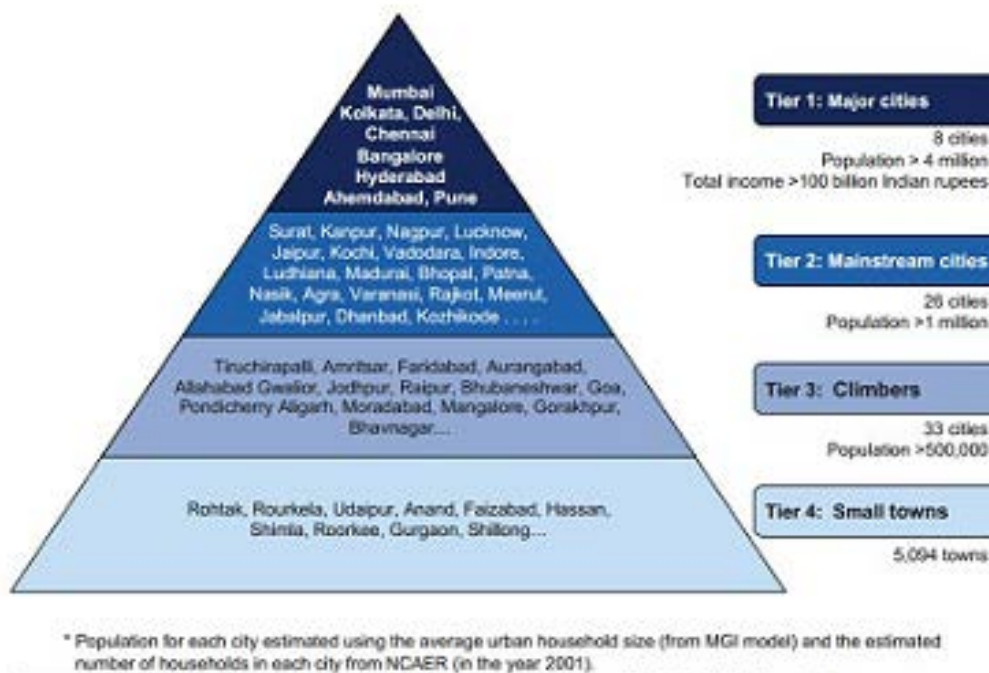 Mumbai
Kolkata, Delhi,
Chennai
Bangalore
Hyderabad
Ahemdabad, Pune
Surat, Kanpur, Nagpur, Lucknow,
Jaipur, Kochi, Vadodara, Indore,
Ludhiana, Madurai, Bhopal, Patna,
Nasik, Agra, Varanasi, Rajkot, Meerut,
Jabalpur, Dhanbad, Kozhikode . . . .
Tiruchirapalli, Amritsar, Faridabad, Aurangabad,
Allahabad Gwalior, Jodhpur, Raipur, Bhubaneshwar, Goa,
Pondicherry Aligarh, Moradabad, Mangalore, Gorakhpur,
Bhavnagar...
Rohtak, Rourkela, Udaipur, Anand, Faizabad, Hassan,
Shimla, Roorkee, Gurgaon, Shillong...
Tier 1: Major cities
8 cities
Population > 4 million
Total income >100 billion Indian rupees
Tier 2: Mainstream cities
26 cities
Population >1 million
Tier 3: Climbers
33 cities
Population >500,000
Tier 4: Small towns
5,094 towns
* Population for each city estimated using the average urban household size (from MGI model) and the estimated
number of households in each city from NCAER (in the year 2001).